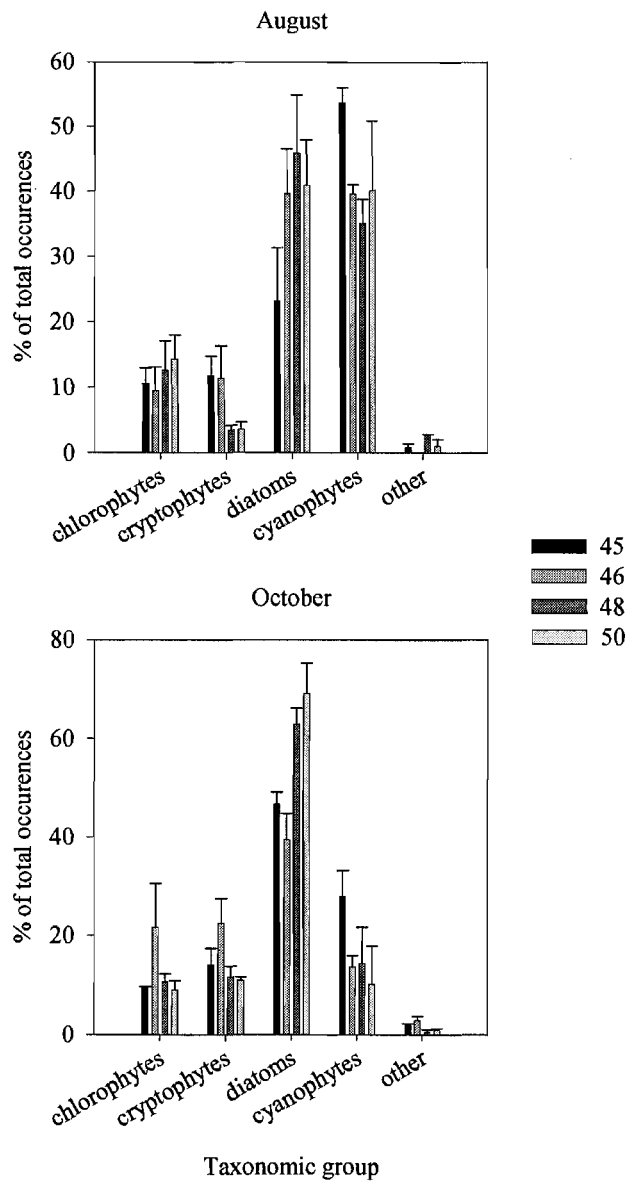 August
% of total occurences
60
50
40
30
20
10
0
chlorophytes
cryptophytes
diatoms
cyanophytes
other
45
46
48
50
October
% of total occurences
80
60
40
20
0
chlorophytes
cryptophytes
diatoms
cyanophytes
other
Taxonomic group